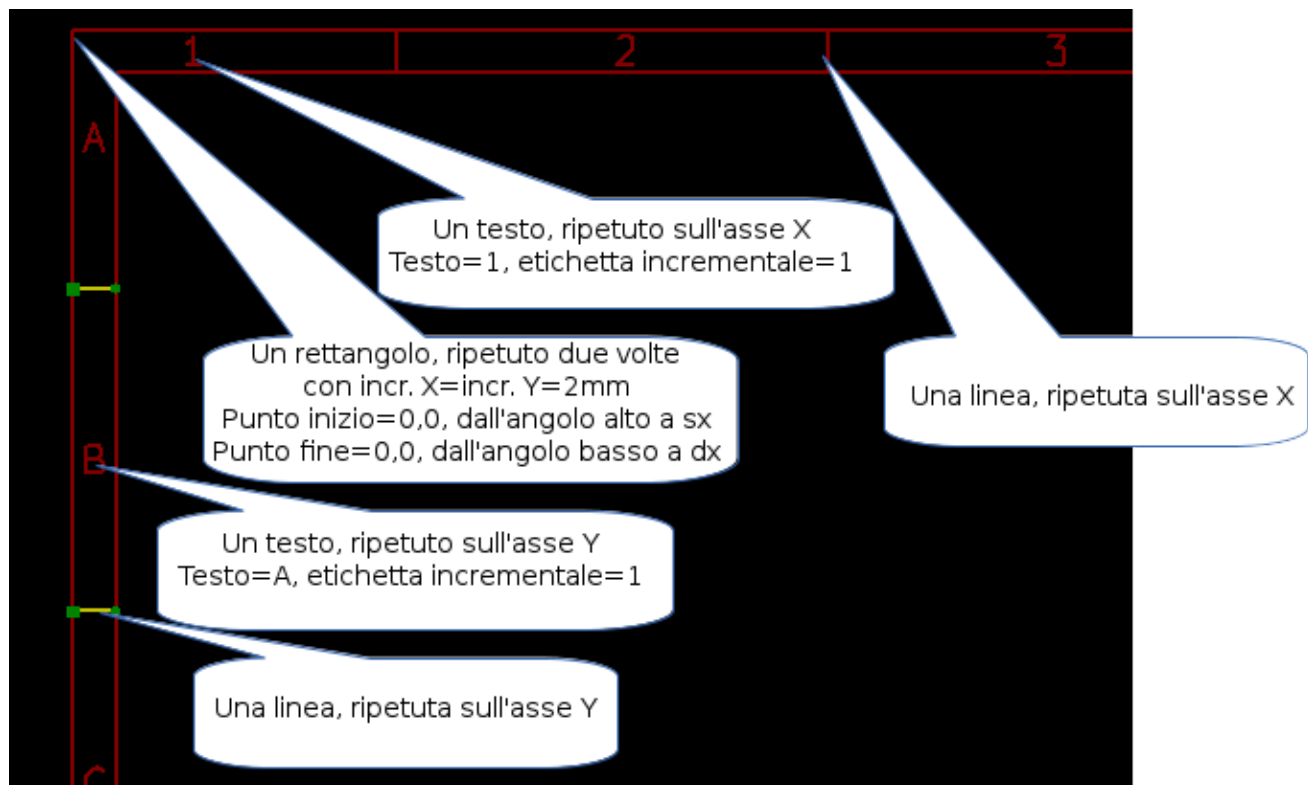 1
2
3
A
Un testo, ripetuto sull'asse X
Testo=1, etichetta incrementale=1
Un rettangolo, ripetuto due volte
con incr. X=incr. Y=2mm
Punto inizio=0,0, dall'angolo alto a sx
Punto fine=0,0, dall'angolo basso a dx
Una linea, ripetuta sull'asse X
B
Un testo, ripetuto sull'asse Y
Testo=A, etichetta incrementale=1
Una linea, ripetuta sull'asse Y
C